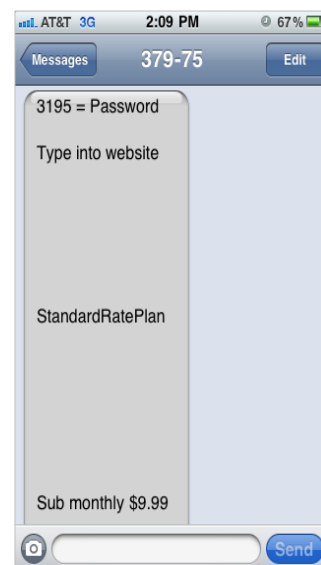 AT&T 3G 2:09 PM 67%
Messages 379-75 Edit
3195 = Password
Type into website
StandardRatePlan
Sub monthly $9.99
Send